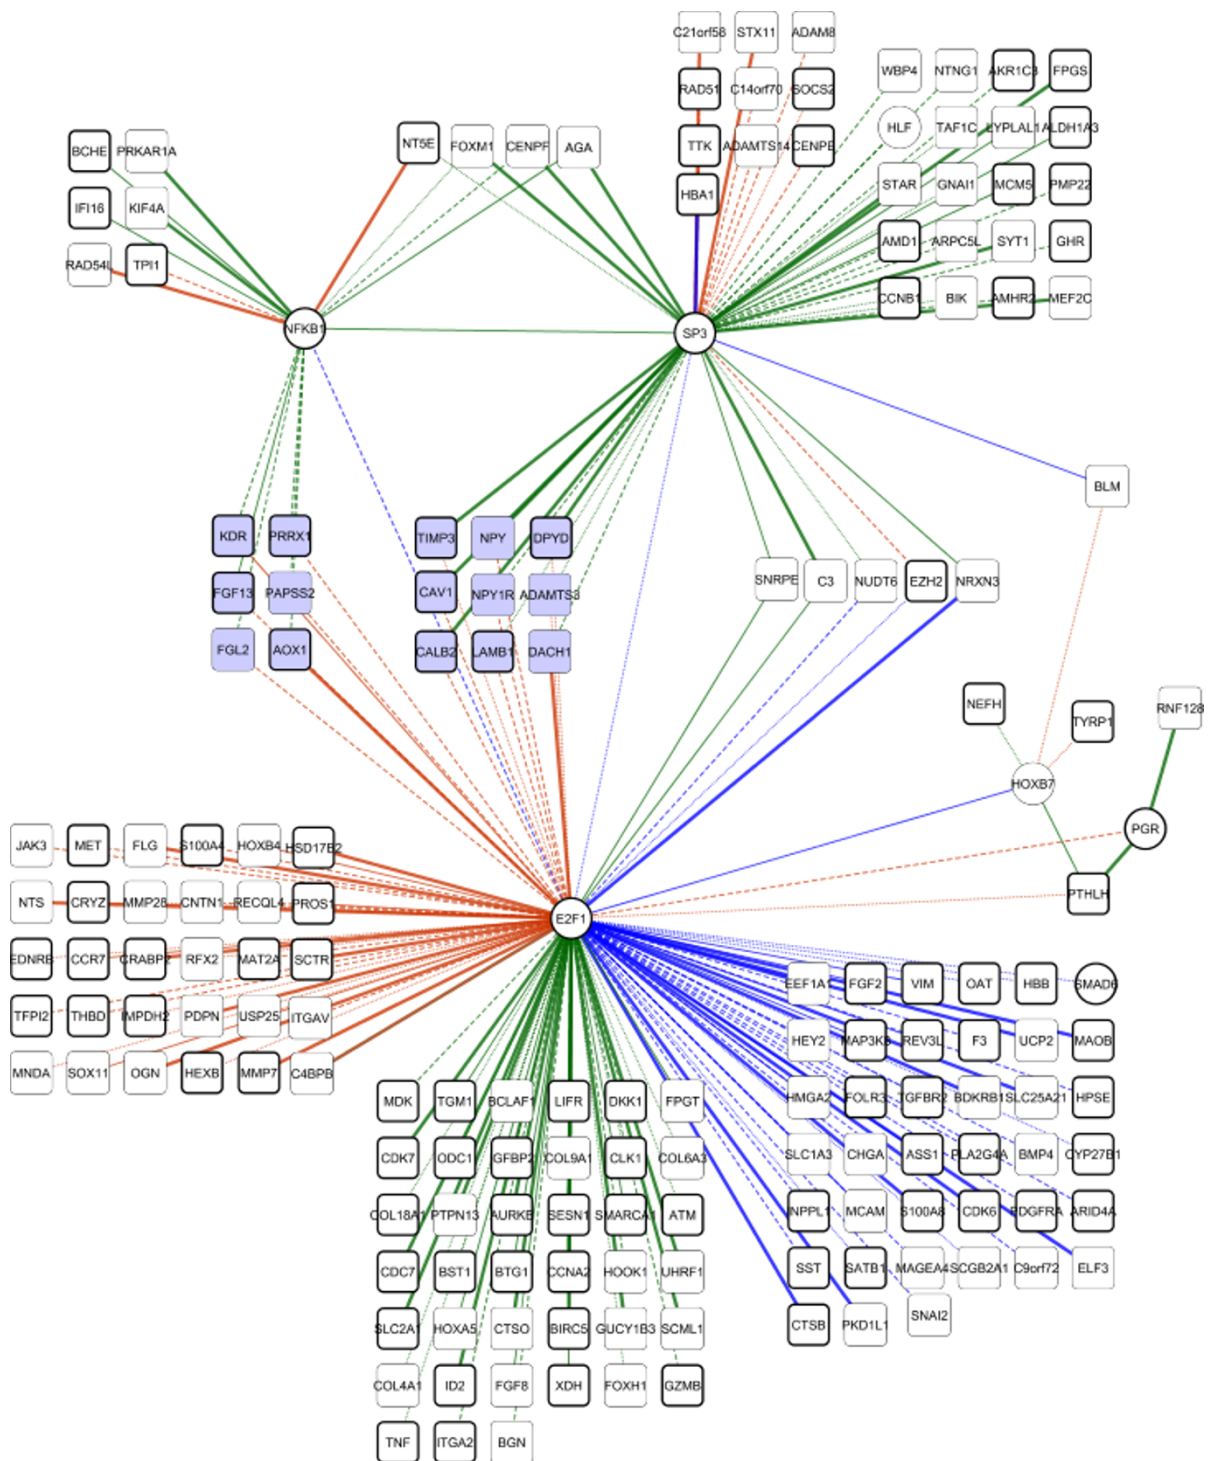 C21orf58 STX11 ADAM8
WBP4 NTNG1 AKR1C3 FPGS
RAD51 C14orf70 SOCS2
HLF TAF1C LYPLAL1 ALDH1A3
BCHE PRKAR1A NT5E FOXM1 CENPF AGA TTK ADAMTS14 CENPE
STAR GNAI1 MCM5 PMP22
IFI16 KIF4A HBA1
AMD1 ARPC5L SYT1 GHR
RAD54L TPI1
CCNB1 BIK AMHR2 MEF2C
NFKB1 SP3
BLM
KDR PRRX1 TIMP3 NPY DPYD
SNRPE C3 NUDT6 EZH2 NRXN3
FGF13 PAPSS2 CAV1 NPY1R ADAMTS3
FGL2 AOX1 CALB2 LAMB1 DACH1
NEFH TYRP1 RNF128
HOXB7
PGR
JAK3 MET FLG S100A4 HOXB4 HSD17B2
NTS CRYZ MMP28 CNTN1 RECQL4 PROS1 PTHLH
E2F1
EDNRB CCR7 CRABP2 RFX2 MAT2A SCTR
EEF1A1 FGF2 VIM OAT HBB SMAD6
TFPI2 THBD IMPDH2 PDPN USP25 ITGAV
HEY2 MAP3K8 REV3L F3 UCP2 MAOB
MNDA SOX11 OGN HEXB MMP7 C4BPB
MDK TGM1 BCLAF1 LIFR DKK1 FPGT
HMGA2 FOLR3 TGFBR2 BDKRB1 SLC25A21 HPSE
CDK7 ODC1 GFBP2 COL9A1 CLK1 COL6A3
SLC1A3 CHGA ASS1 PLA2G4A BMP4 CYP27B1
COL18A1 PTPN13 AURKB SESN1 SMARCA1 ATM
NPPL1 MCAM S100A8 CDK6 PDGFRA ARID4A
CDC7 BST1 BTG1 CCNA2 HOOK1 UHRF1
SST SATB1 MAGEA4 SCGB2A1 C9orf72 ELF3
SLC2A1 HOXA5 CTSO BIRC5 GUCY1B3 SCML1
CTSB PKD1L1 SNAI2
COL4A1 ID2 FGF8 XDH FOXH1 GZMB
TNF ITGA2 BGN